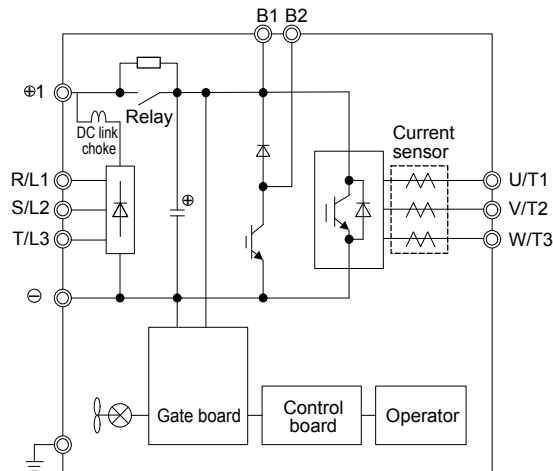 B1 B2
⊕1
Relay
DC link
choke
Current
sensor
R/L1
S/L2
T/L3
U/T1
V/T2
W/T3
⊕
⊖
Gate board
Control
board
Operator